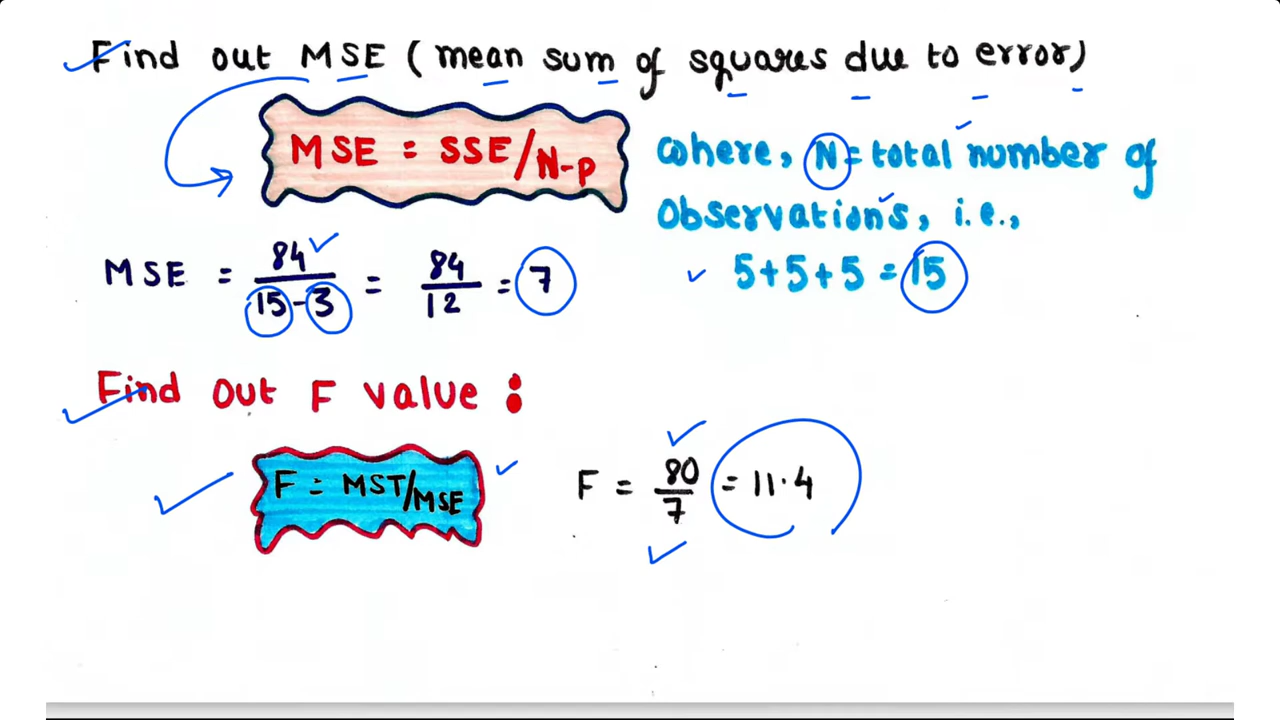 Find out MSE (mean sum of squares due to error)
MSE = SSE/N-p
where, N = total number of
observations, i.e.,
5+5+5 = 15
MSE = 84/15-3 = 84/12 = 7
Find out F value :
F = MST/MSE
F = 80/7 = 11.4